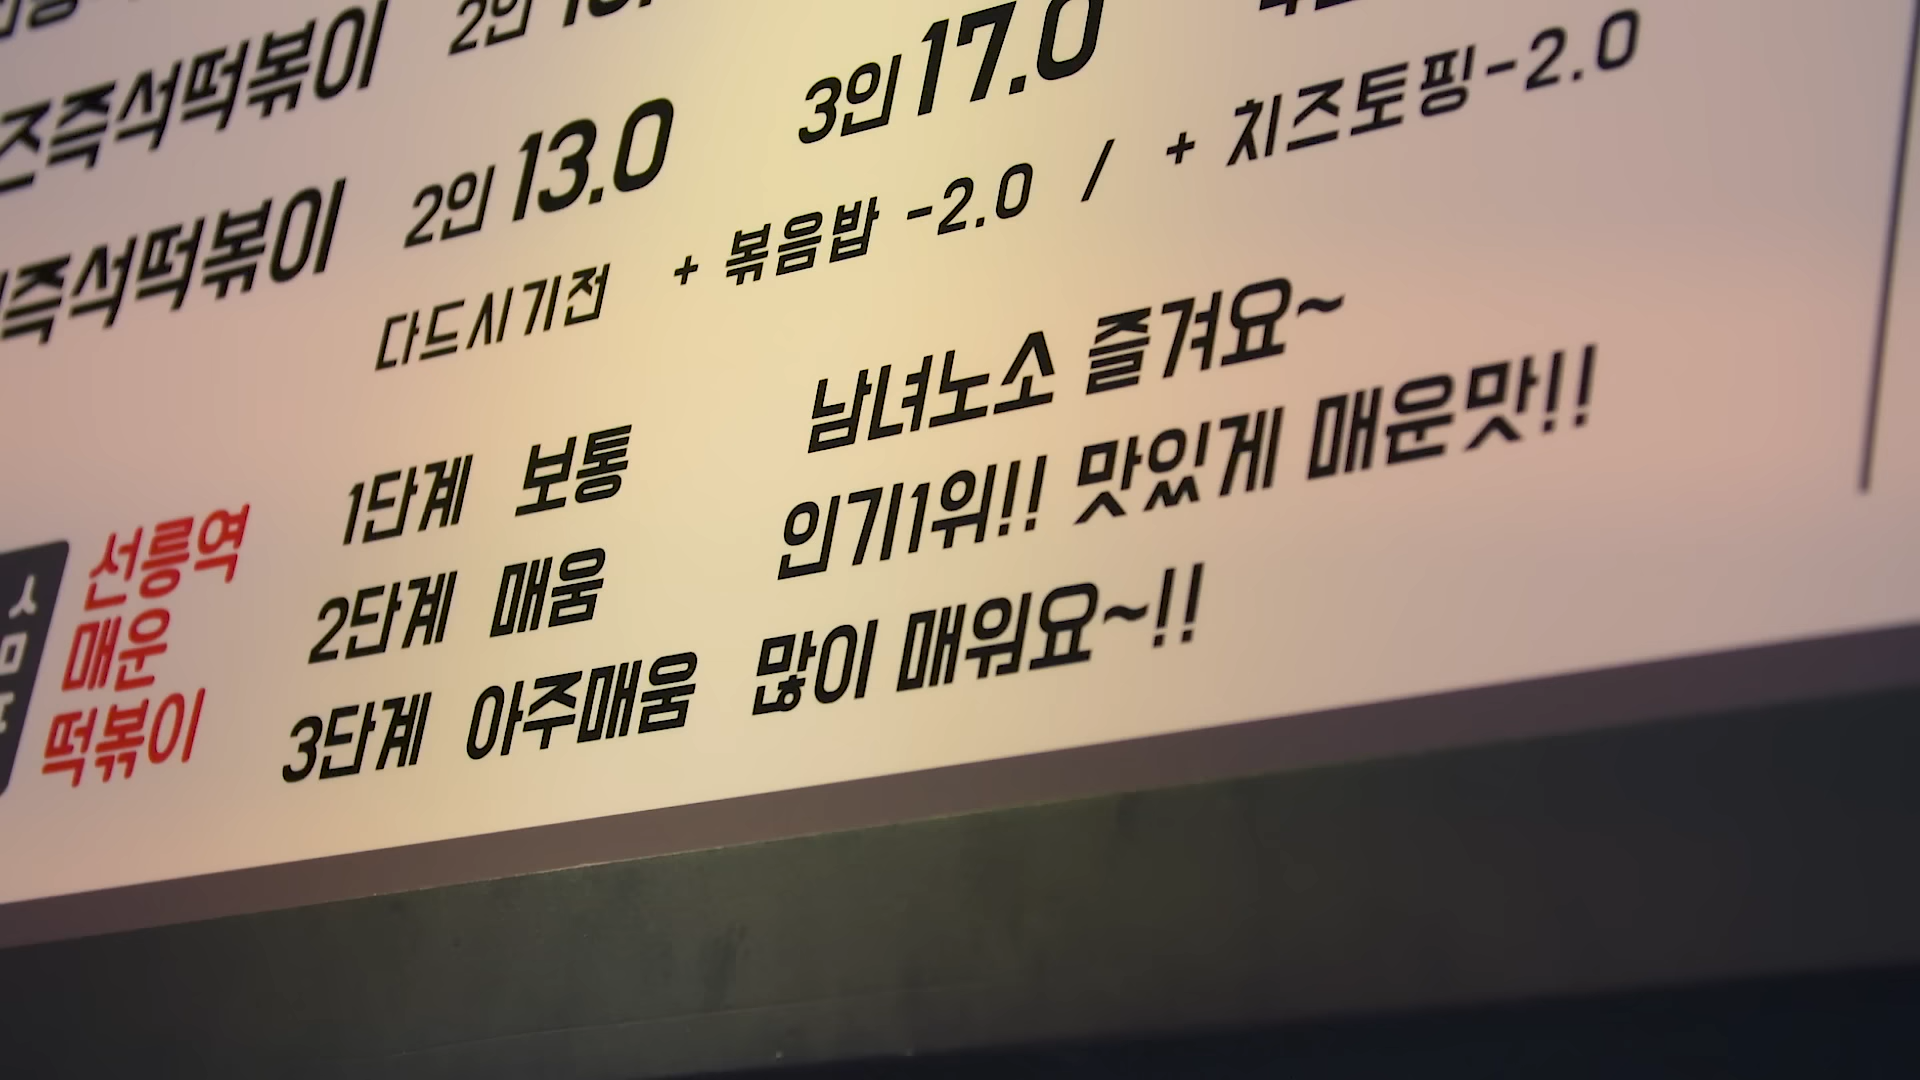 즉석떡볶이 2인
즉석떡볶이 2인 13.0 3인 17.0
다드시기전 + 볶음밥 -2.0 / + 치즈토핑-2.0
선릉역
매운
떡볶이
1단계 보통 남녀노소 즐겨요~
2단계 매움 인기1위!! 맛있게 매운맛!!
3단계 아주매움 많이 매워요~!!